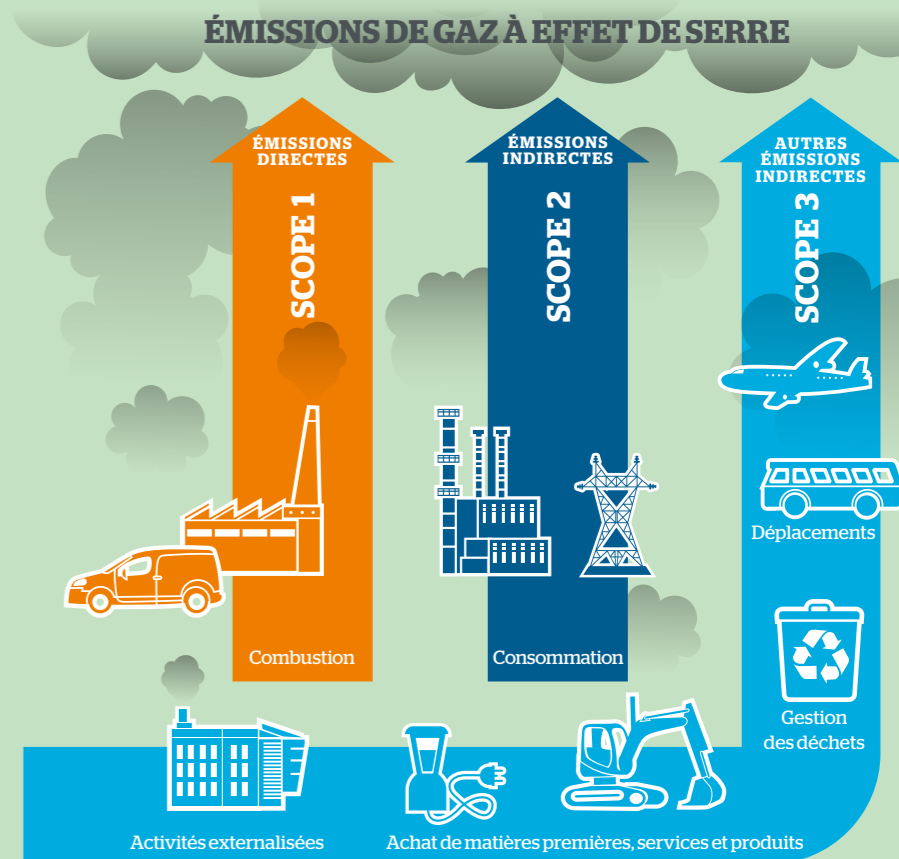 ÉMISSIONS DE GAZ À EFFET DE SERRE
ÉMISSIONS
DIRECTES
SCOPE 1
Combustion
ÉMISSIONS
INDIRECTES
SCOPE 2
Consommation
AUTRES
ÉMISSIONS
INDIRECTES
SCOPE 3
Déplacements
Gestion
des déchets
Activités externalisées
Achat de matières premières, services et produits